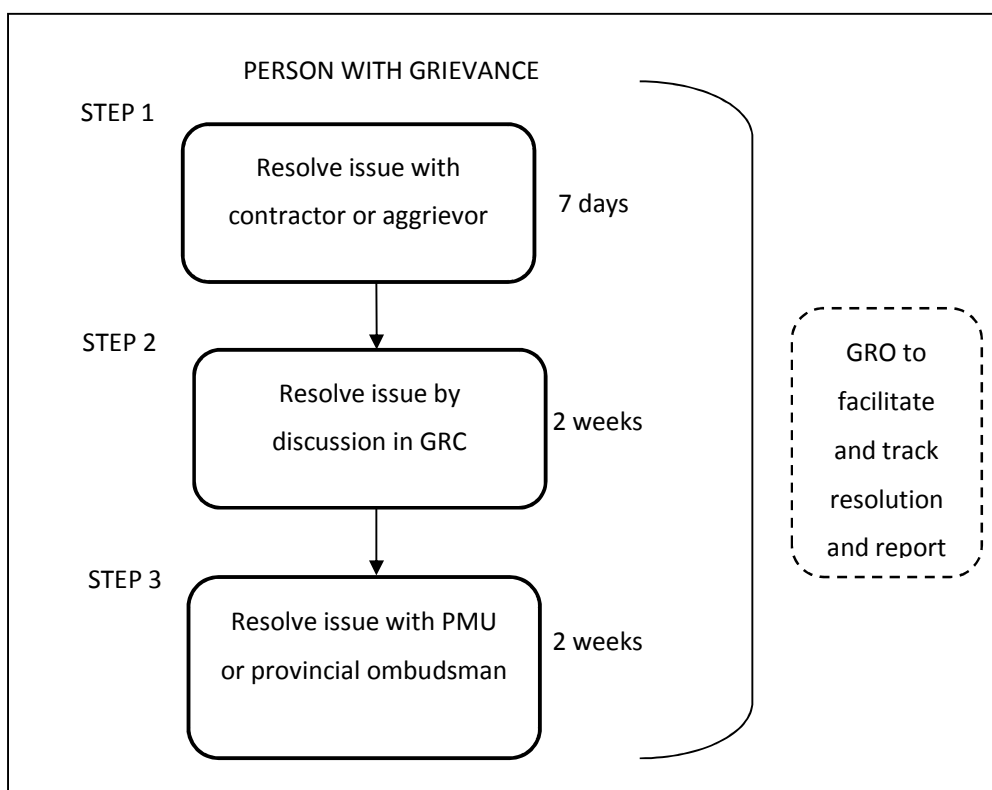 PERSON WITH GRIEVANCE
STEP 1
Resolve issue with
contractor or aggrievor
7 days
STEP 2
Resolve issue by
discussion in GRC
2 weeks
STEP 3
Resolve issue with PMU
or provincial ombudsman
2 weeks
GRO to
facilitate
and track
resolution
and report